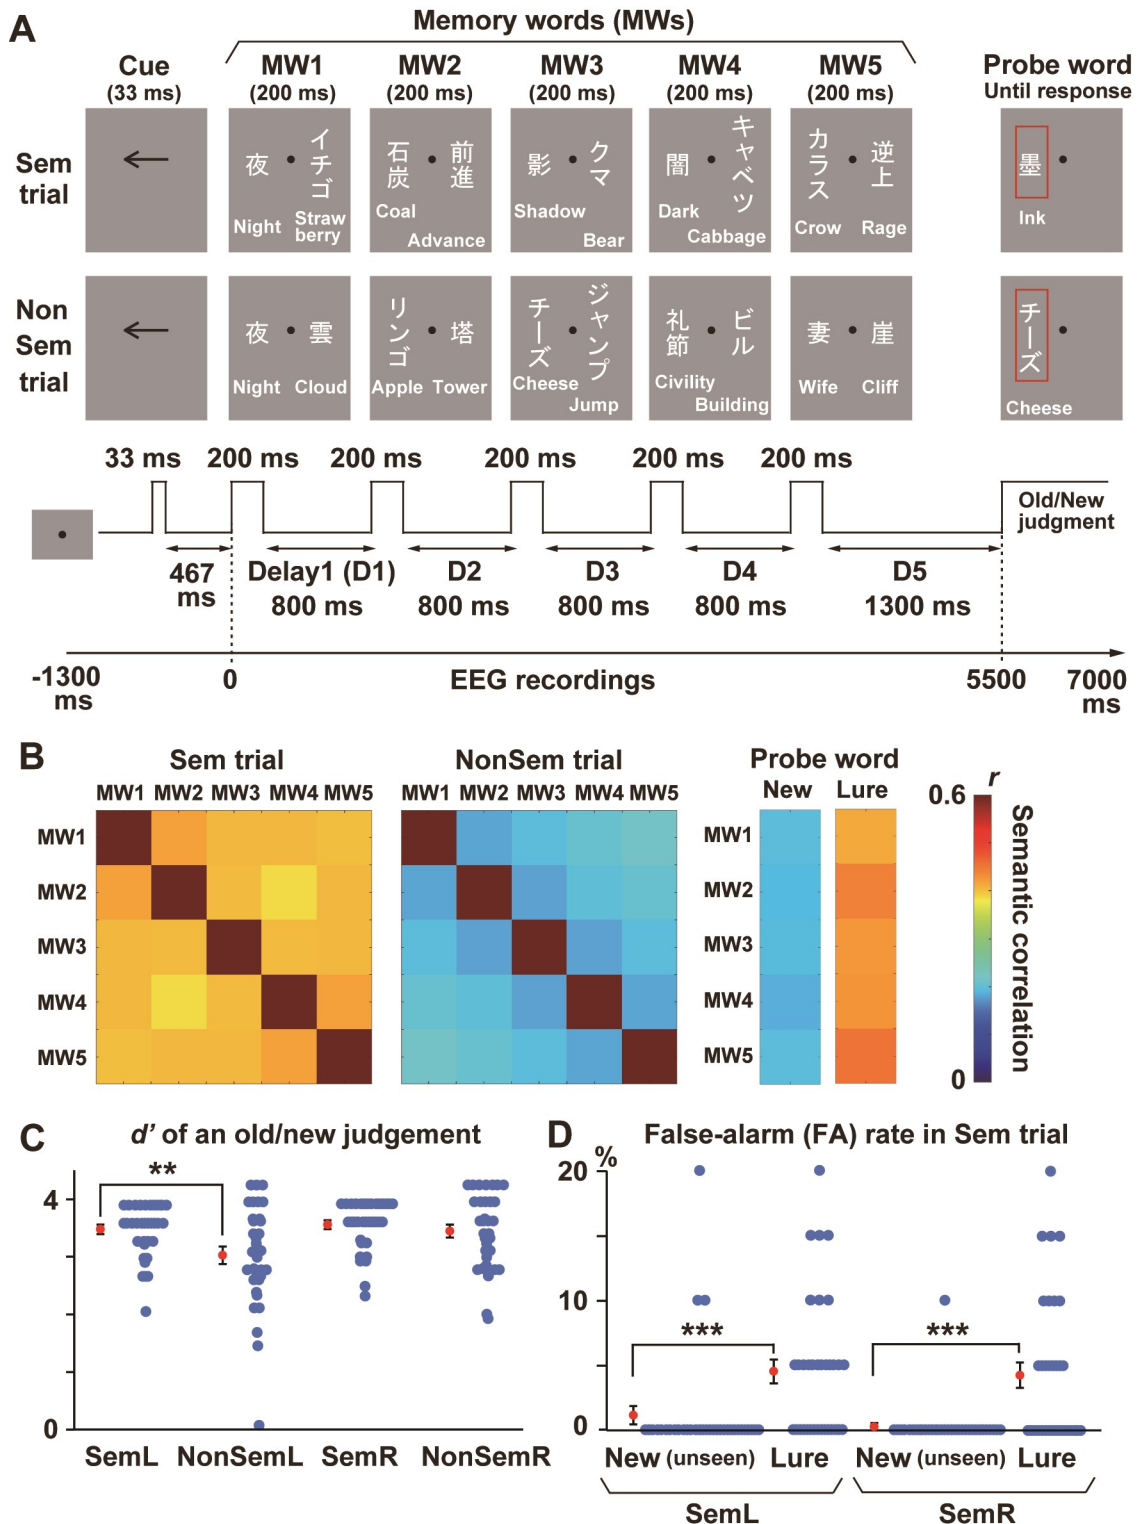 A
Memory words (MWs)
Cue
(33 ms)
MW1
(200 ms)
MW2
(200 ms)
MW3
(200 ms)
MW4
(200 ms)
MW5
(200 ms)
Probe word
Until response
Sem
trial
夜
イチゴ
Night
Straw
berry
石炭
前進
Coal
Advance
影
クマ
Shadow
Bear
闇
キャベツ
Dark
Cabbage
カラス
逆上
Crow
Rage
墨
Ink
Non
Sem
trial
夜
雲
Night
Cloud
リンゴ
塔
Apple
Tower
チーズ
ジャンプ
Cheese
Jump
礼節
ビル
Civility
Building
妻
崖
Wife
Cliff
チーズ
Cheese
33 ms
200 ms
200 ms
200 ms
200 ms
200 ms
Old/New
judgment
467
ms
Delay1 (D1)
800 ms
D2
800 ms
D3
800 ms
D4
800 ms
D5
1300 ms
-1300
ms
0
EEG recordings
5500
7000
ms
B
Sem trial
MW1 MW2 MW3 MW4 MW5
MW1
MW2
MW3
MW4
MW5
NonSem trial
MW1 MW2 MW3 MW4 MW5
Probe word
New Lure
MW1
MW2
MW3
MW4
MW5
r
0.6
0
Semantic correlation
C
d’ of an old/new judgement
**
4
0
SemL NonSemL SemR NonSemR
D
False-alarm (FA) rate in Sem trial
%
20
10
0
***
***
New (unseen) Lure New (unseen) Lure
SemL SemR